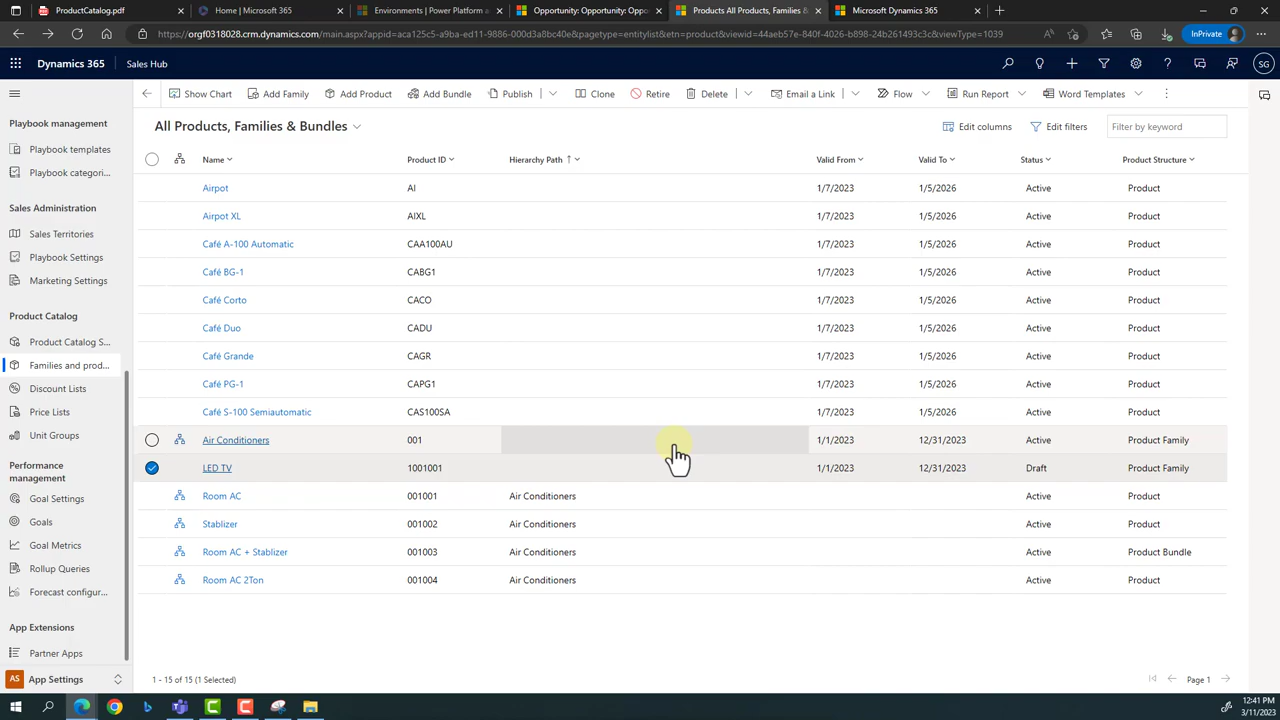 ProductCatalog.pdf
Home | Microsoft 365
Environments | Power Platform a
Opportunity: Opportunity: Oppo
Products All Products, Families &
Microsoft Dynamics 365
https://orgf0318028.crm.dynamics.com/main.aspx?appid=aca125c5-a9ba-ed11-9886-000d3a8bc40e&pagetype=entitylist&etn=product&viewid=44aeb57e-840f-4026-b898-24b261493c3c&viewType=1039
InPrivate
Dynamics 365
Sales Hub
SG
Show Chart
Add Family
Add Product
Add Bundle
Publish
Clone
Retire
Delete
Email a Link
Flow
Run Report
Word Templates
Playbook management
Playbook templates
Playbook categori...
Sales Administration
Sales Territories
Playbook Settings
Marketing Settings
Product Catalog
Product Catalog S...
Families and prod...
Discount Lists
Price Lists
Unit Groups
Performance
management
Goal Settings
Goals
Goal Metrics
Rollup Queries
Forecast configur...
App Extensions
Partner Apps
AS App Settings
All Products, Families & Bundles
Edit columns
Edit filters
Filter by keyword
Name Product ID Hierarchy Path Valid From Valid To Status Product Structure
Airpot AI 1/7/2023 1/5/2026 Active Product
Airpot XL AIXL 1/7/2023 1/5/2026 Active Product
Café A-100 Automatic CAA100AU 1/7/2023 1/5/2026 Active Product
Café BG-1 CABG1 1/7/2023 1/5/2026 Active Product
Café Corto CACO 1/7/2023 1/5/2026 Active Product
Café Duo CADU 1/7/2023 1/5/2026 Active Product
Café Grande CAGR 1/7/2023 1/5/2026 Active Product
Café PG-1 CAPG1 1/7/2023 1/5/2026 Active Product
Café S-100 Semiautomatic CAS100SA 1/7/2023 1/5/2026 Active Product
Air Conditioners 001 1/1/2023 12/31/2023 Active Product Family
LED TV 1001001 1/1/2023 12/31/2023 Draft Product Family
Room AC 001001 Air Conditioners Active Product
Stablizer 001002 Air Conditioners Active Product
Room AC + Stablizer 001003 Air Conditioners Active Product Bundle
Room AC 2Ton 001004 Air Conditioners Active Product
1 - 15 of 15 (1 Selected)
Page 1
12:41 PM
3/11/2023